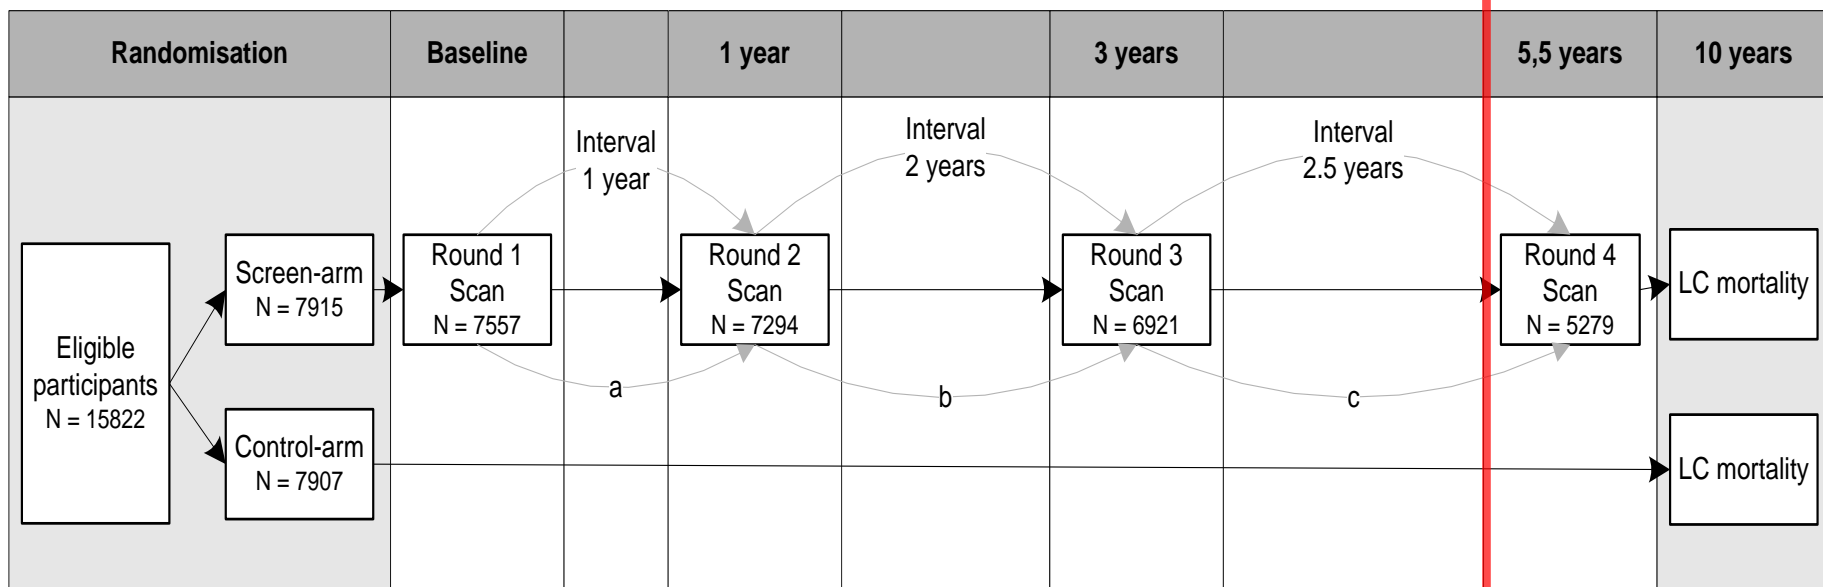 Randomisation
Baseline
1 year
3 years
5,5 years
10 years
Interval
1 year
Interval
2 years
Interval
2.5 years
Eligible
participants
N = 15822
Screen-arm
N = 7915
Control-arm
N = 7907
Round 1
Scan
N = 7557
Round 2
Scan
N = 7294
Round 3
Scan
N = 6921
Round 4
Scan
N = 5279
LC mortality
a
b
c
LC mortality